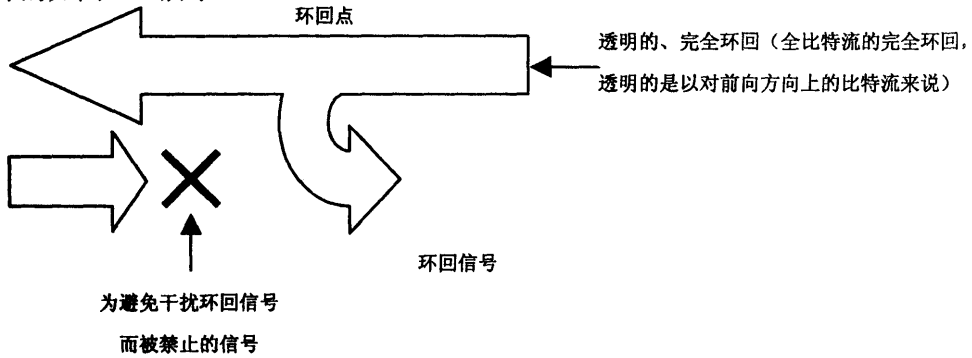 环回点
透明的、完全环回（全比特流的完全环回，
透明的是以对前向方向上的比特流来说）
环回信号
为避免干扰环回信号
而被禁止的信号